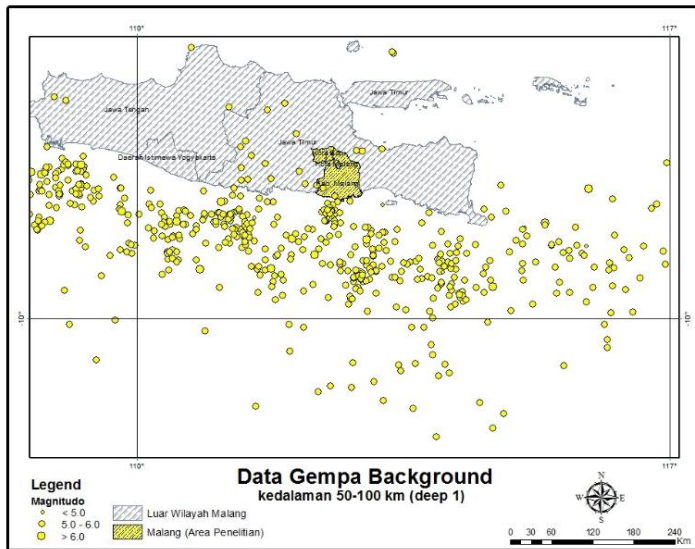 110°
117°
Jawa Tengan
Jawa Timur
Jawa Timur
Daerah Istimewa Yogyakarta
Kota Malang
Kab. Malang
10°
10°
110°
117°
Data Gempa Background
kedalaman 50-100 km (deep 1)
Legend
Magnitudo
< 5.0
5.0 - 6.0
> 6.0
Luar Wilayah Malang
Malang (Area Penelitian)
N
W
E
S
0 30 60 120 180 240
Km